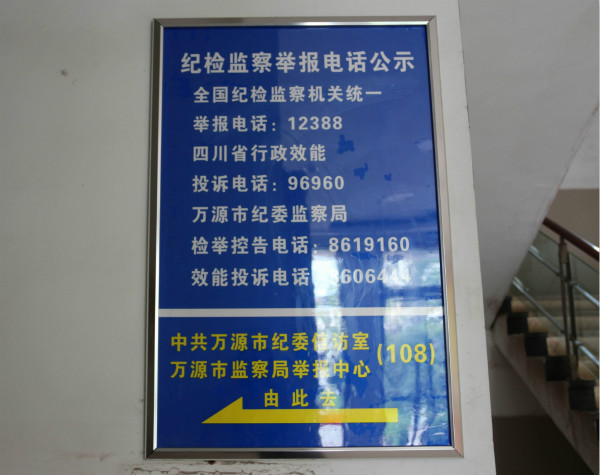 纪检监察举报电话公示
全国纪检监察机关统一
举报电话：12388
四川省行政效能
投诉电话：96960
万源市纪委监察局
检举控告电话：8619160
效能投诉电话
中共万源市纪委信访室
万源市监察局举报中心
(108)
由此去